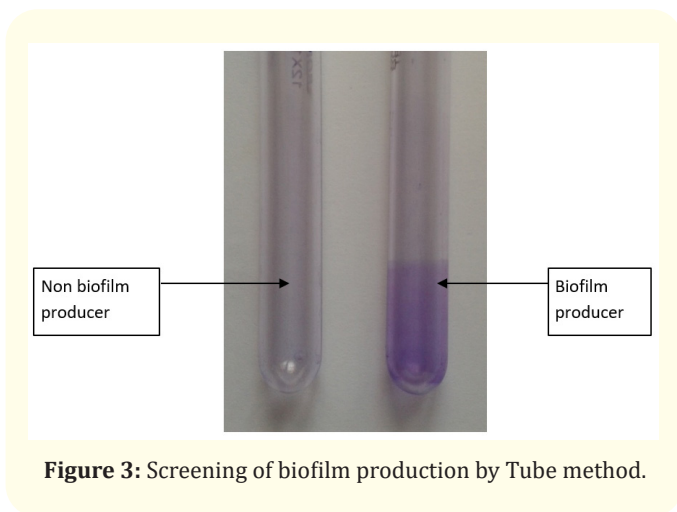 Non biofilm
producer
Biofilm
producer
Figure 3: Screening of biofilm production by Tube method.